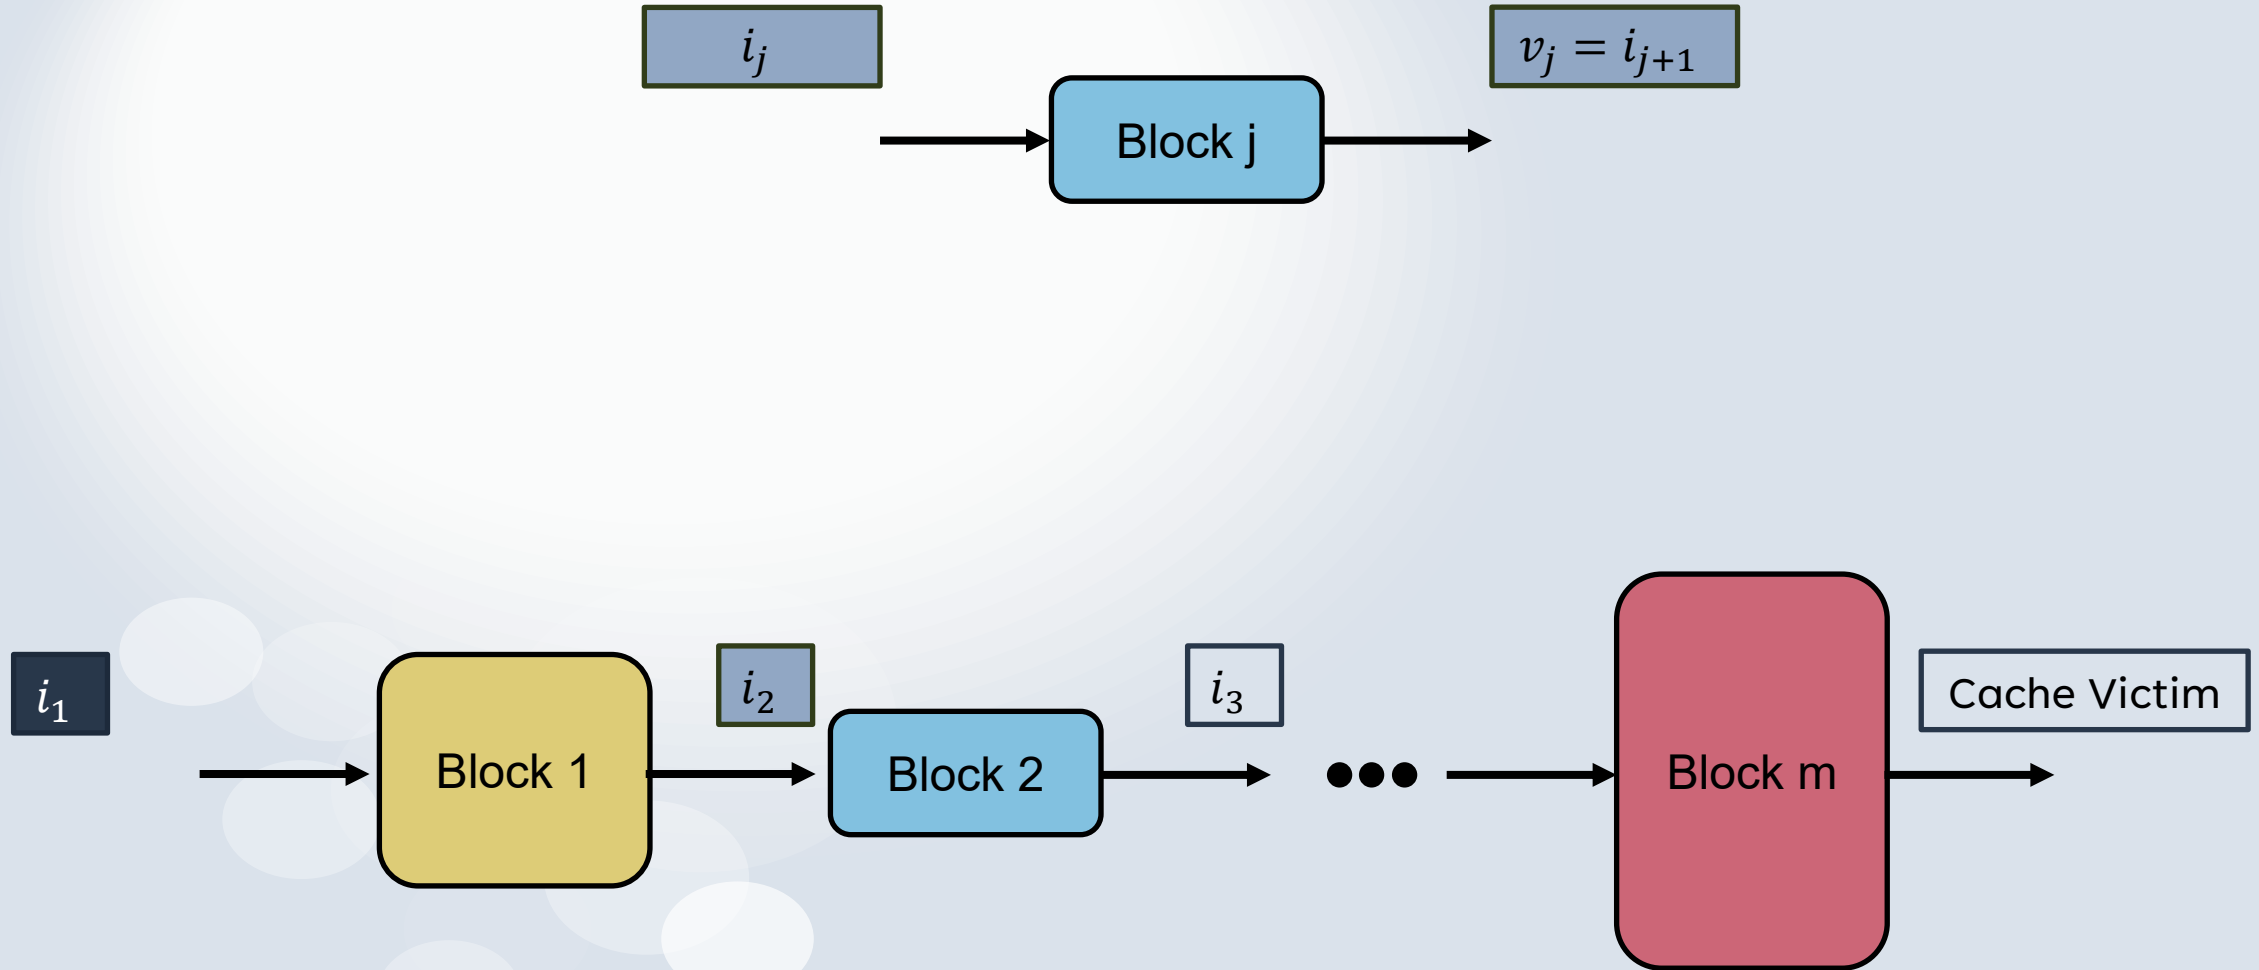 i_j
v_j = i_{j+1}
Block j
i_1
i_2
i_3
Cache Victim
Block 1
Block 2
Block m